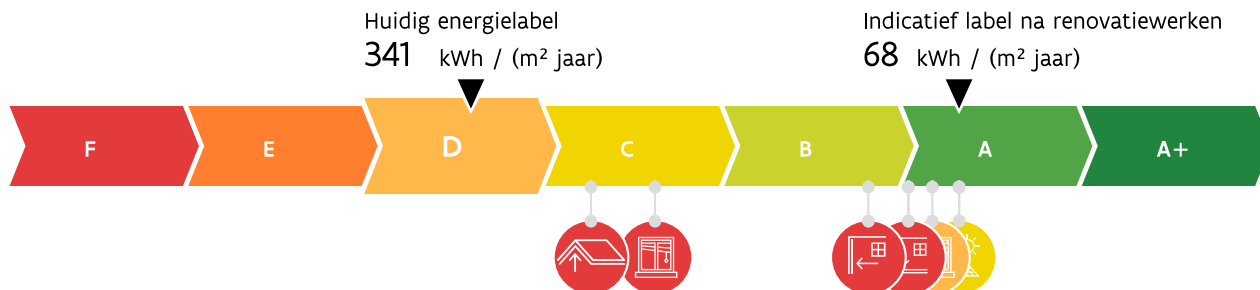 Huidig energielabel
341 kWh / (m² jaar)
Indicatief label na renovatiewerken
68 kWh / (m² jaar)
F E D C B A A+